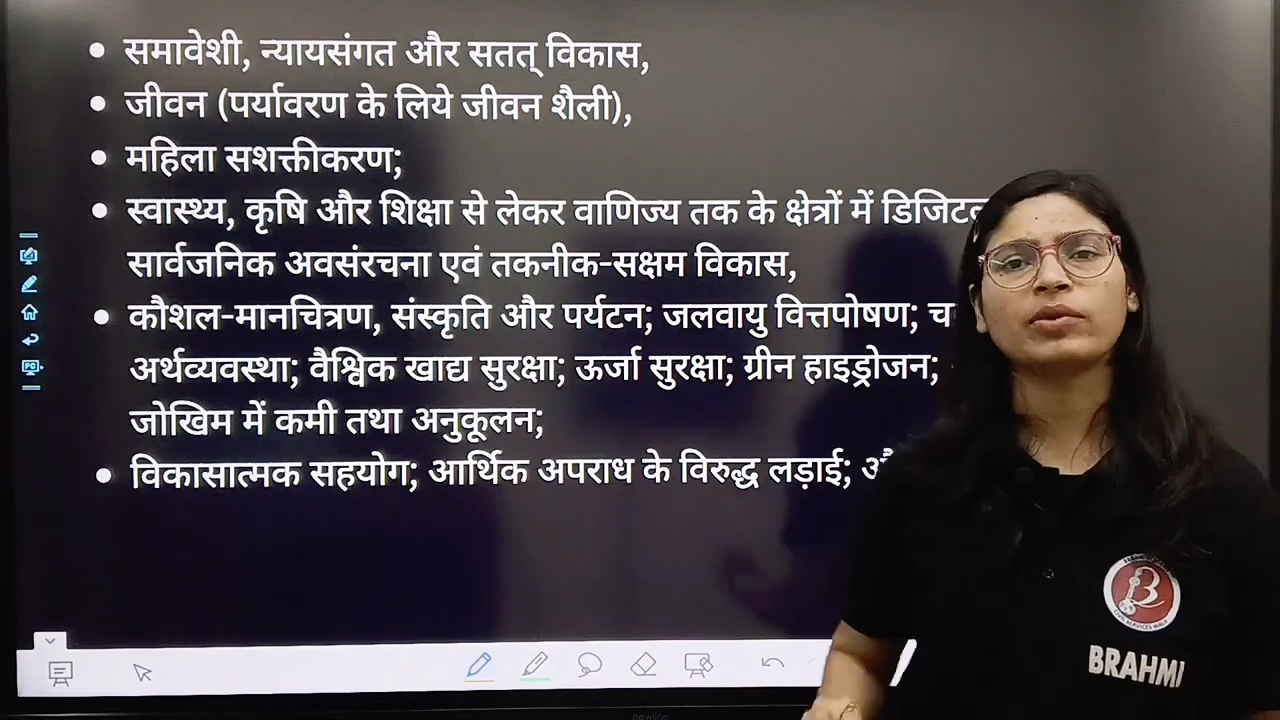 • समावेशी, न्यायसंगत और सतत् विकास,
• जीवन (पर्यावरण के लिये जीवन शैली),
• महिला सशक्तीकरण;
• स्वास्थ्य, कृषि और शिक्षा से लेकर वाणिज्य तक के क्षेत्रों में
सार्वजनिक अवसंरचना एवं तकनीक-सक्षम विकास,
• कौशल-मानचित्रण, संस्कृति और पर्यटन; जलवायु वित्तपोषण;
अर्थव्यवस्था; वैश्विक खाद्य सुरक्षा; ऊर्जा सुरक्षा; ग्रीन हाइड्रोजन;
जोखिम में कमी तथा अनुकूलन;
• विकासात्मक सहयोग; आर्थिक अपराध के विरुद्ध लड़ाई;
BRAHMI
newline